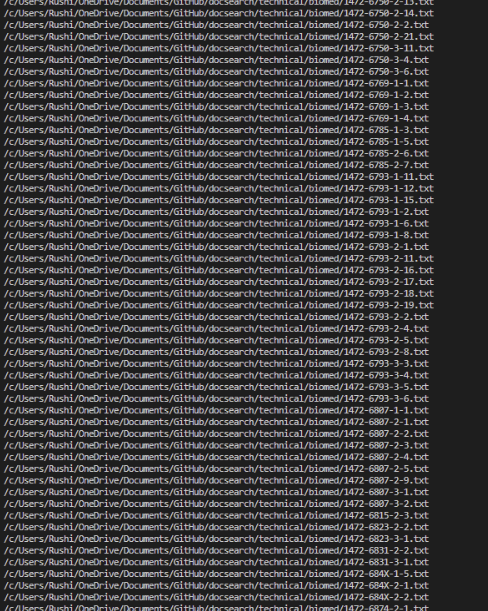 /c/Users/Rushi/OneDrive/Documents/GitHub/docsearch/technical/biomed/1472-6750-2-13.txt
/c/Users/Rushi/OneDrive/Documents/GitHub/docsearch/technical/biomed/1472-6750-2-14.txt
/c/Users/Rushi/OneDrive/Documents/GitHub/docsearch/technical/biomed/1472-6750-2-2.txt
/c/Users/Rushi/OneDrive/Documents/GitHub/docsearch/technical/biomed/1472-6750-2-21.txt
/c/Users/Rushi/OneDrive/Documents/GitHub/docsearch/technical/biomed/1472-6750-3-11.txt
/c/Users/Rushi/OneDrive/Documents/GitHub/docsearch/technical/biomed/1472-6750-3-4.txt
/c/Users/Rushi/OneDrive/Documents/GitHub/docsearch/technical/biomed/1472-6750-3-6.txt
/c/Users/Rushi/OneDrive/Documents/GitHub/docsearch/technical/biomed/1472-6769-1-1.txt
/c/Users/Rushi/OneDrive/Documents/GitHub/docsearch/technical/biomed/1472-6769-1-2.txt
/c/Users/Rushi/OneDrive/Documents/GitHub/docsearch/technical/biomed/1472-6769-1-3.txt
/c/Users/Rushi/OneDrive/Documents/GitHub/docsearch/technical/biomed/1472-6769-1-4.txt
/c/Users/Rushi/OneDrive/Documents/GitHub/docsearch/technical/biomed/1472-6785-1-3.txt
/c/Users/Rushi/OneDrive/Documents/GitHub/docsearch/technical/biomed/1472-6785-1-5.txt
/c/Users/Rushi/OneDrive/Documents/GitHub/docsearch/technical/biomed/1472-6785-2-6.txt
/c/Users/Rushi/OneDrive/Documents/GitHub/docsearch/technical/biomed/1472-6785-2-7.txt
/c/Users/Rushi/OneDrive/Documents/GitHub/docsearch/technical/biomed/1472-6793-1-11.txt
/c/Users/Rushi/OneDrive/Documents/GitHub/docsearch/technical/biomed/1472-6793-1-12.txt
/c/Users/Rushi/OneDrive/Documents/GitHub/docsearch/technical/biomed/1472-6793-1-15.txt
/c/Users/Rushi/OneDrive/Documents/GitHub/docsearch/technical/biomed/1472-6793-1-2.txt
/c/Users/Rushi/OneDrive/Documents/GitHub/docsearch/technical/biomed/1472-6793-1-6.txt
/c/Users/Rushi/OneDrive/Documents/GitHub/docsearch/technical/biomed/1472-6793-1-8.txt
/c/Users/Rushi/OneDrive/Documents/GitHub/docsearch/technical/biomed/1472-6793-2-1.txt
/c/Users/Rushi/OneDrive/Documents/GitHub/docsearch/technical/biomed/1472-6793-2-11.txt
/c/Users/Rushi/OneDrive/Documents/GitHub/docsearch/technical/biomed/1472-6793-2-16.txt
/c/Users/Rushi/OneDrive/Documents/GitHub/docsearch/technical/biomed/1472-6793-2-17.txt
/c/Users/Rushi/OneDrive/Documents/GitHub/docsearch/technical/biomed/1472-6793-2-18.txt
/c/Users/Rushi/OneDrive/Documents/GitHub/docsearch/technical/biomed/1472-6793-2-19.txt
/c/Users/Rushi/OneDrive/Documents/GitHub/docsearch/technical/biomed/1472-6793-2-2.txt
/c/Users/Rushi/OneDrive/Documents/GitHub/docsearch/technical/biomed/1472-6793-2-4.txt
/c/Users/Rushi/OneDrive/Documents/GitHub/docsearch/technical/biomed/1472-6793-2-5.txt
/c/Users/Rushi/OneDrive/Documents/GitHub/docsearch/technical/biomed/1472-6793-2-8.txt
/c/Users/Rushi/OneDrive/Documents/GitHub/docsearch/technical/biomed/1472-6793-3-3.txt
/c/Users/Rushi/OneDrive/Documents/GitHub/docsearch/technical/biomed/1472-6793-3-4.txt
/c/Users/Rushi/OneDrive/Documents/GitHub/docsearch/technical/biomed/1472-6793-3-5.txt
/c/Users/Rushi/OneDrive/Documents/GitHub/docsearch/technical/biomed/1472-6793-3-6.txt
/c/Users/Rushi/OneDrive/Documents/GitHub/docsearch/technical/biomed/1472-6807-1-1.txt
/c/Users/Rushi/OneDrive/Documents/GitHub/docsearch/technical/biomed/1472-6807-2-1.txt
/c/Users/Rushi/OneDrive/Documents/GitHub/docsearch/technical/biomed/1472-6807-2-2.txt
/c/Users/Rushi/OneDrive/Documents/GitHub/docsearch/technical/biomed/1472-6807-2-3.txt
/c/Users/Rushi/OneDrive/Documents/GitHub/docsearch/technical/biomed/1472-6807-2-4.txt
/c/Users/Rushi/OneDrive/Documents/GitHub/docsearch/technical/biomed/1472-6807-2-5.txt
/c/Users/Rushi/OneDrive/Documents/GitHub/docsearch/technical/biomed/1472-6807-2-9.txt
/c/Users/Rushi/OneDrive/Documents/GitHub/docsearch/technical/biomed/1472-6807-3-1.txt
/c/Users/Rushi/OneDrive/Documents/GitHub/docsearch/technical/biomed/1472-6807-3-2.txt
/c/Users/Rushi/OneDrive/Documents/GitHub/docsearch/technical/biomed/1472-6815-2-3.txt
/c/Users/Rushi/OneDrive/Documents/GitHub/docsearch/technical/biomed/1472-6823-2-2.txt
/c/Users/Rushi/OneDrive/Documents/GitHub/docsearch/technical/biomed/1472-6823-3-1.txt
/c/Users/Rushi/OneDrive/Documents/GitHub/docsearch/technical/biomed/1472-6831-2-2.txt
/c/Users/Rushi/OneDrive/Documents/GitHub/docsearch/technical/biomed/1472-6831-3-1.txt
/c/Users/Rushi/OneDrive/Documents/GitHub/docsearch/technical/biomed/1472-684X-1-5.txt
/c/Users/Rushi/OneDrive/Documents/GitHub/docsearch/technical/biomed/1472-684X-2-1.txt
/c/Users/Rushi/OneDrive/Documents/GitHub/docsearch/technical/biomed/1472-684X-2-2.txt
/c/Users/Rushi/OneDrive/Documents/GitHub/docsearch/technical/biomed/1472-6874-2-1.txt